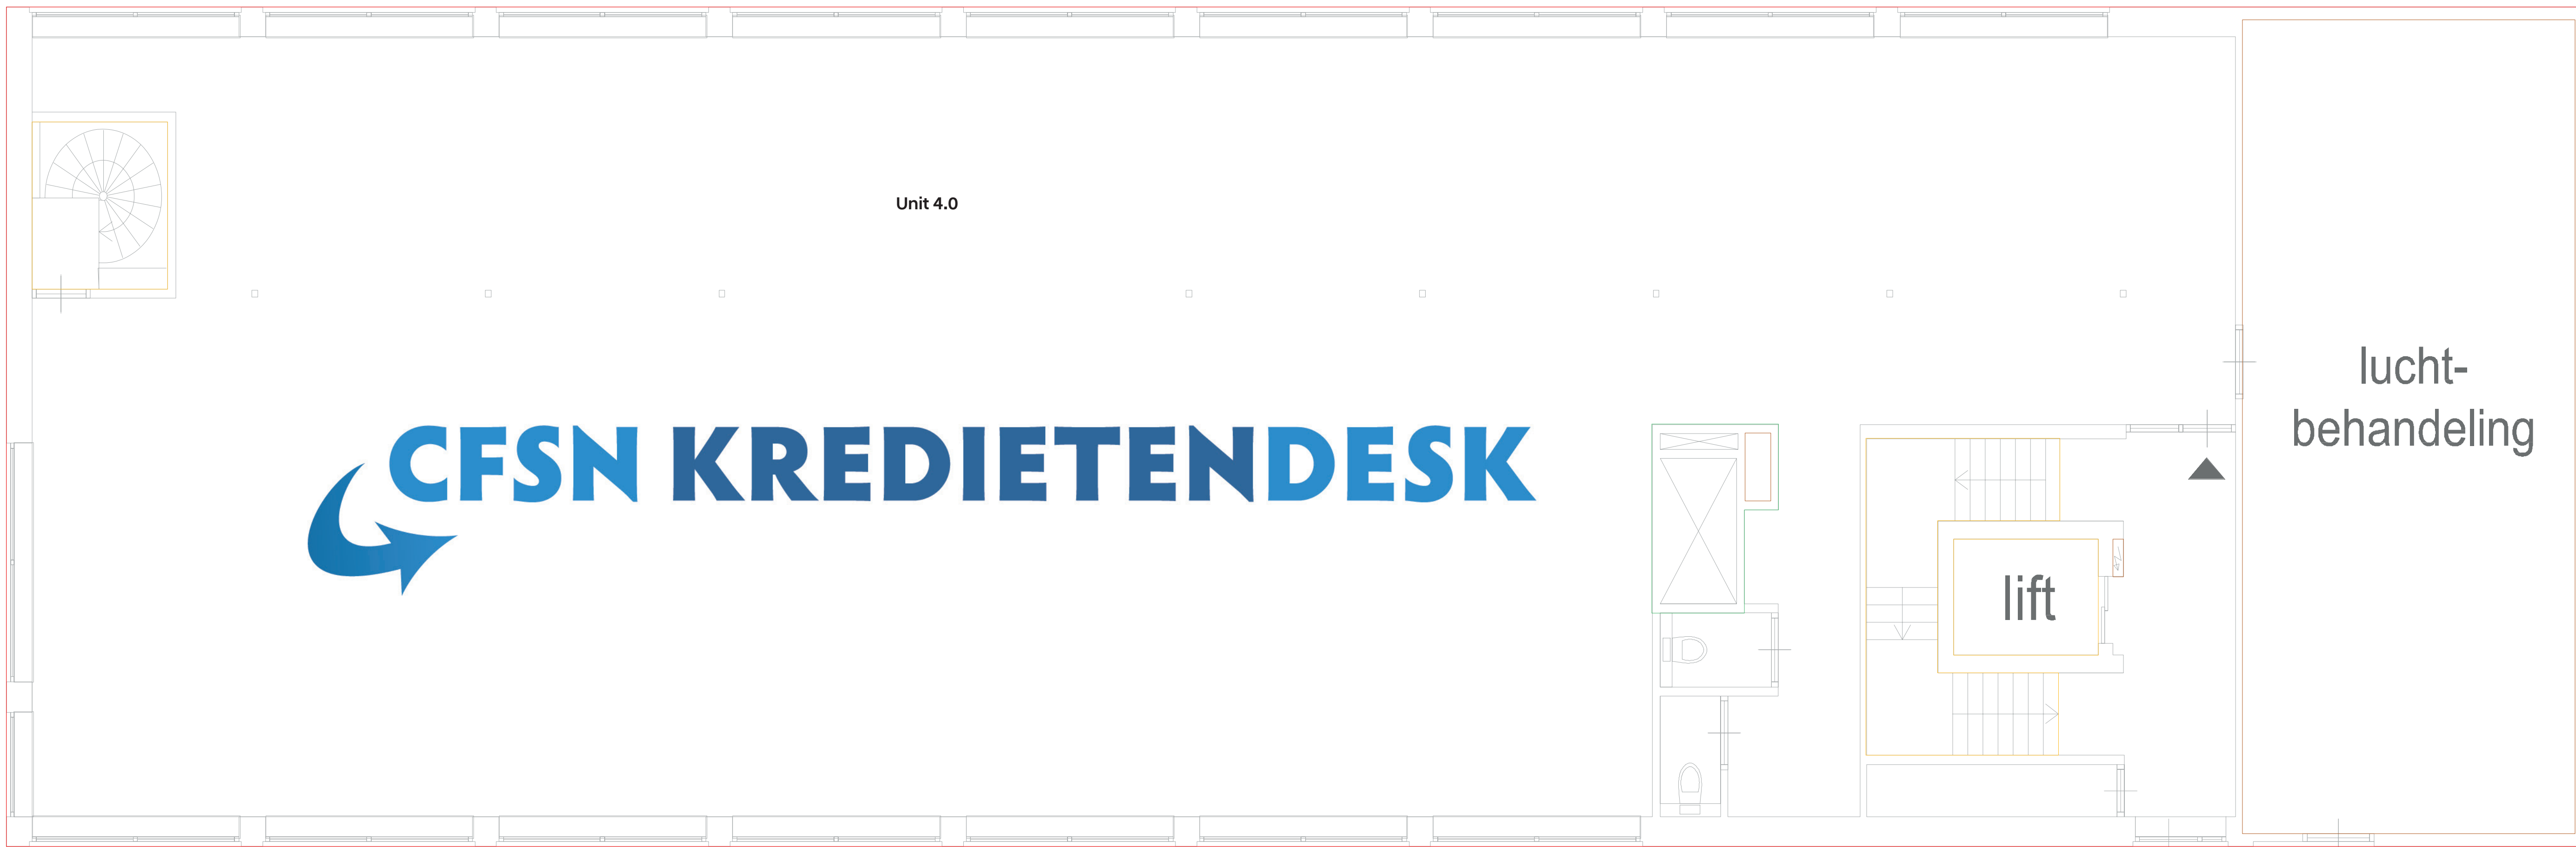 Unit 4.0
CFSN KREDIETENDESK
lift
lucht-
behandeling